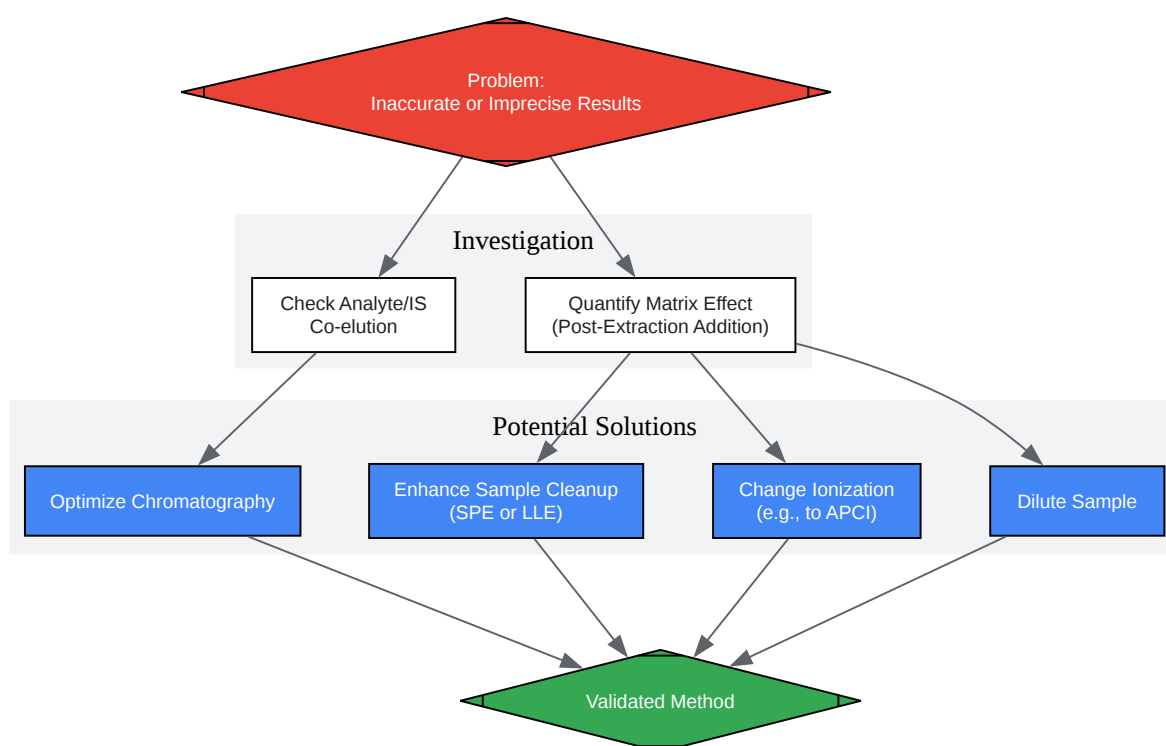 Problem:
Inaccurate or Imprecise Results
Investigation
Check Analyte/IS
Co-elution
Quantify Matrix Effect
(Post-Extraction Addition)
Potential Solutions
Optimize Chromatography
Enhance Sample Cleanup
(SPE or LLE)
Change Ionization
(e.g., to APCI)
Dilute Sample
Validated Method